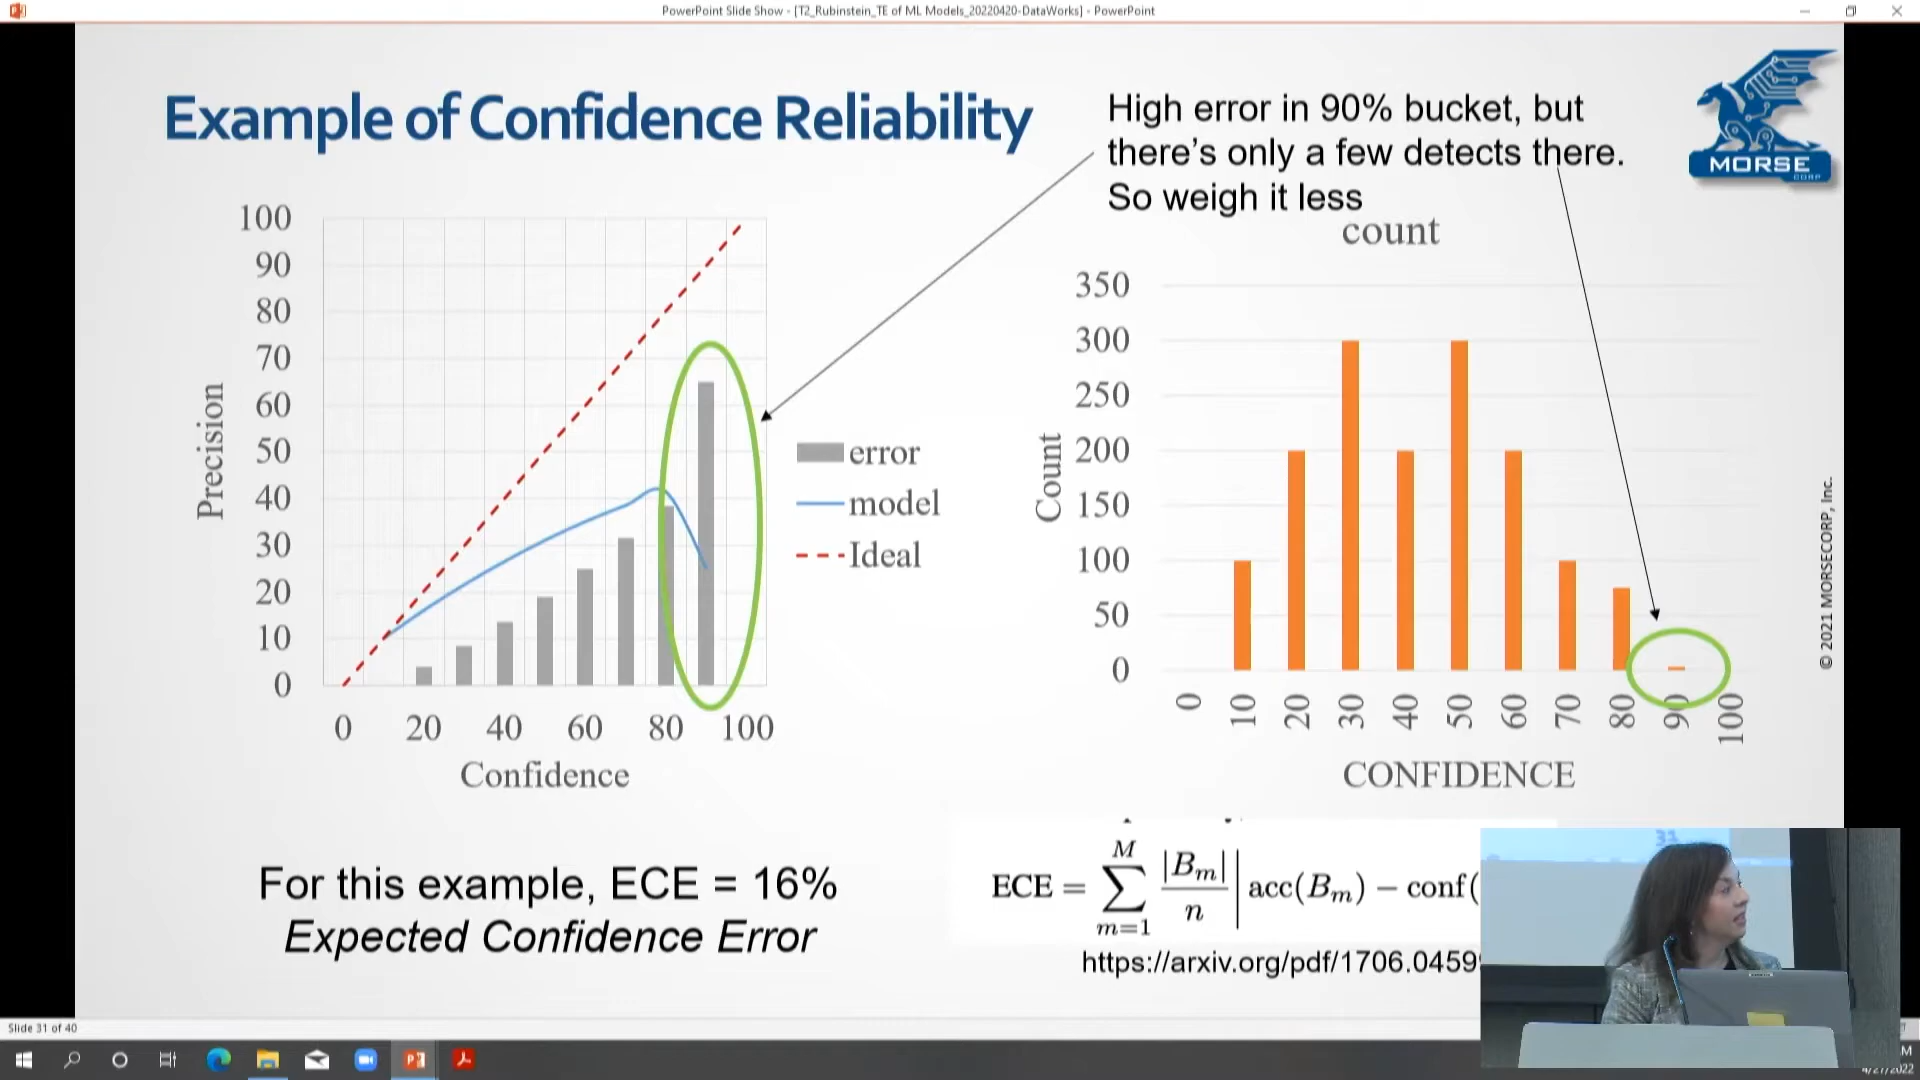 PowerPoint Slide Show - [T2_Rubinstein_TE of ML Models_20220420-DataWorks] - PowerPoint
Example of Confidence Reliability
High error in 90% bucket, but
there's only a few detects there.
So weigh it less
MORSE
CORP
100
90
80
70
60
50
40
30
20
10
0
Precision
0 20 40 60 80 100
Confidence
error
model
Ideal
count
350
300
250
200
150
100
50
0
Count
0 10 20 30 40 50 60 70 80 90 100
CONFIDENCE
© 2021 MORSECORP, Inc.
For this example, ECE = 16%
Expected Confidence Error
ECE = M ∑ m=1 |Bm| n | acc(Bm) − conf(
https://arxiv.org/pdf/1706.0459
31
Slide 31 of 40